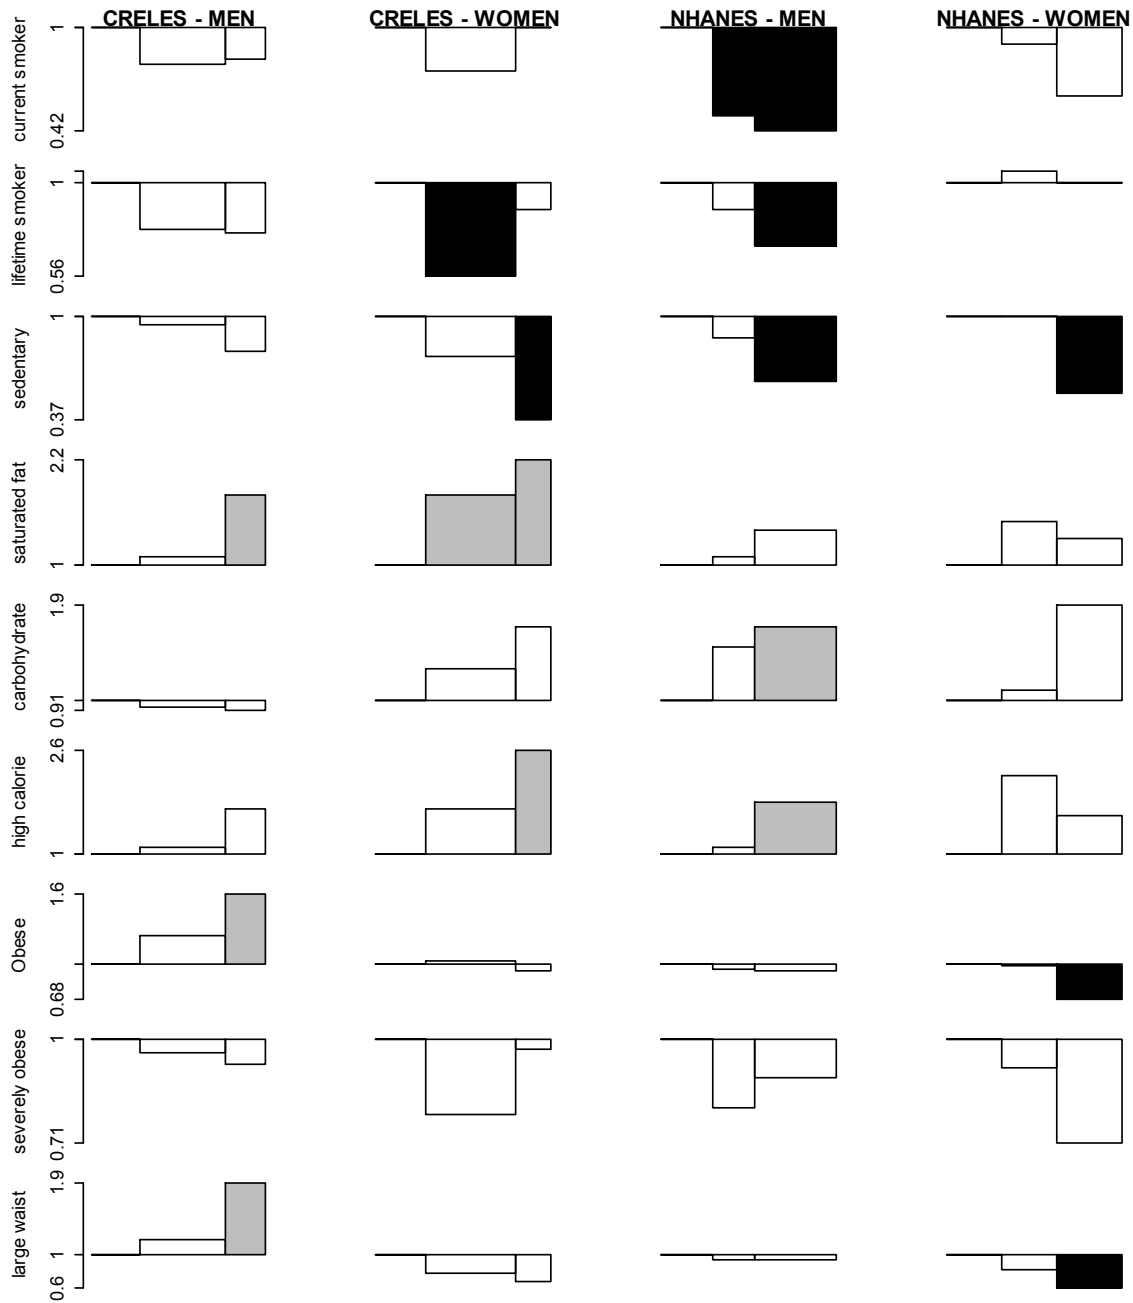 CRELES - MEN CRELES - WOMEN NHANES - MEN NHANES - WOMEN
current smoker
1
0.42
lifetime smoker
1
0.56
sedentary
1
0.37
saturated fat
2.2
1
carbohydrate
1.9
0.91
high calorie
2.6
1
Obese
1.6
0.68
severely obese
1
0.71
large waist
1.9
1
0.6